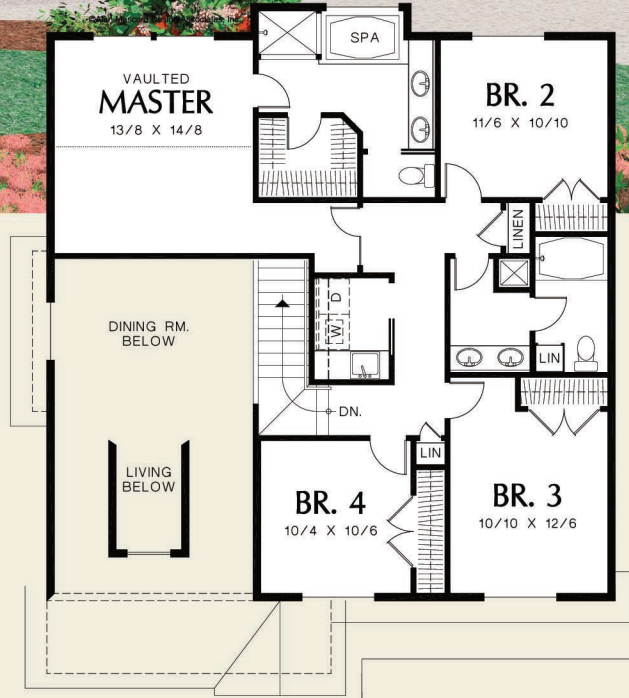 SPA
VAULTED
MASTER
13/8 X 14/8
BR. 2
11/6 X 10/10
LINEN
D
W
DINING RM.
BELOW
LIN
DN.
LIVING
BELOW
LIN
BR. 4
10/4 X 10/6
BR. 3
10/10 X 12/6